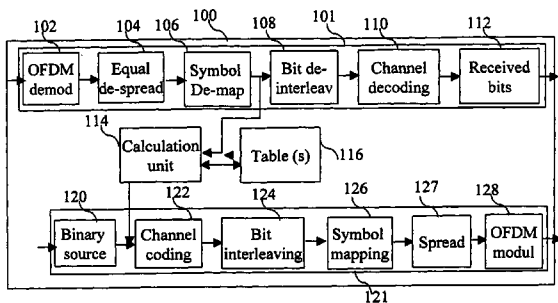 100
102
104
106
108
101
110
112
OFDM
demod
Equal
de-spread
Symbol
De-map
Bit de-
interleav
Channel
decoding
Received
bits
114
Calculation
unit
Table (s)
116
120
122
124
126
127
128
Binary
source
Channel
coding
Bit
interleaving
Symbol
mapping
Spread
OFDM
modul
121